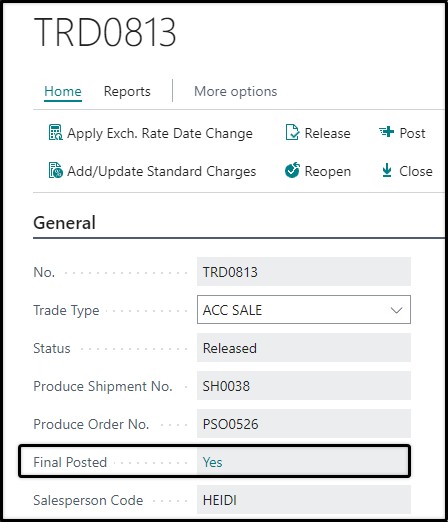 TRD0813
Home Reports More options
Apply Exch. Rate Date Change Release Post
Add/Update Standard Charges Reopen Close
General
No. TRD0813
Trade Type ACC SALE
Status Released
Produce Shipment No. SH0038
Produce Order No. PSO0526
Final Posted Yes
Salesperson Code HEIDI